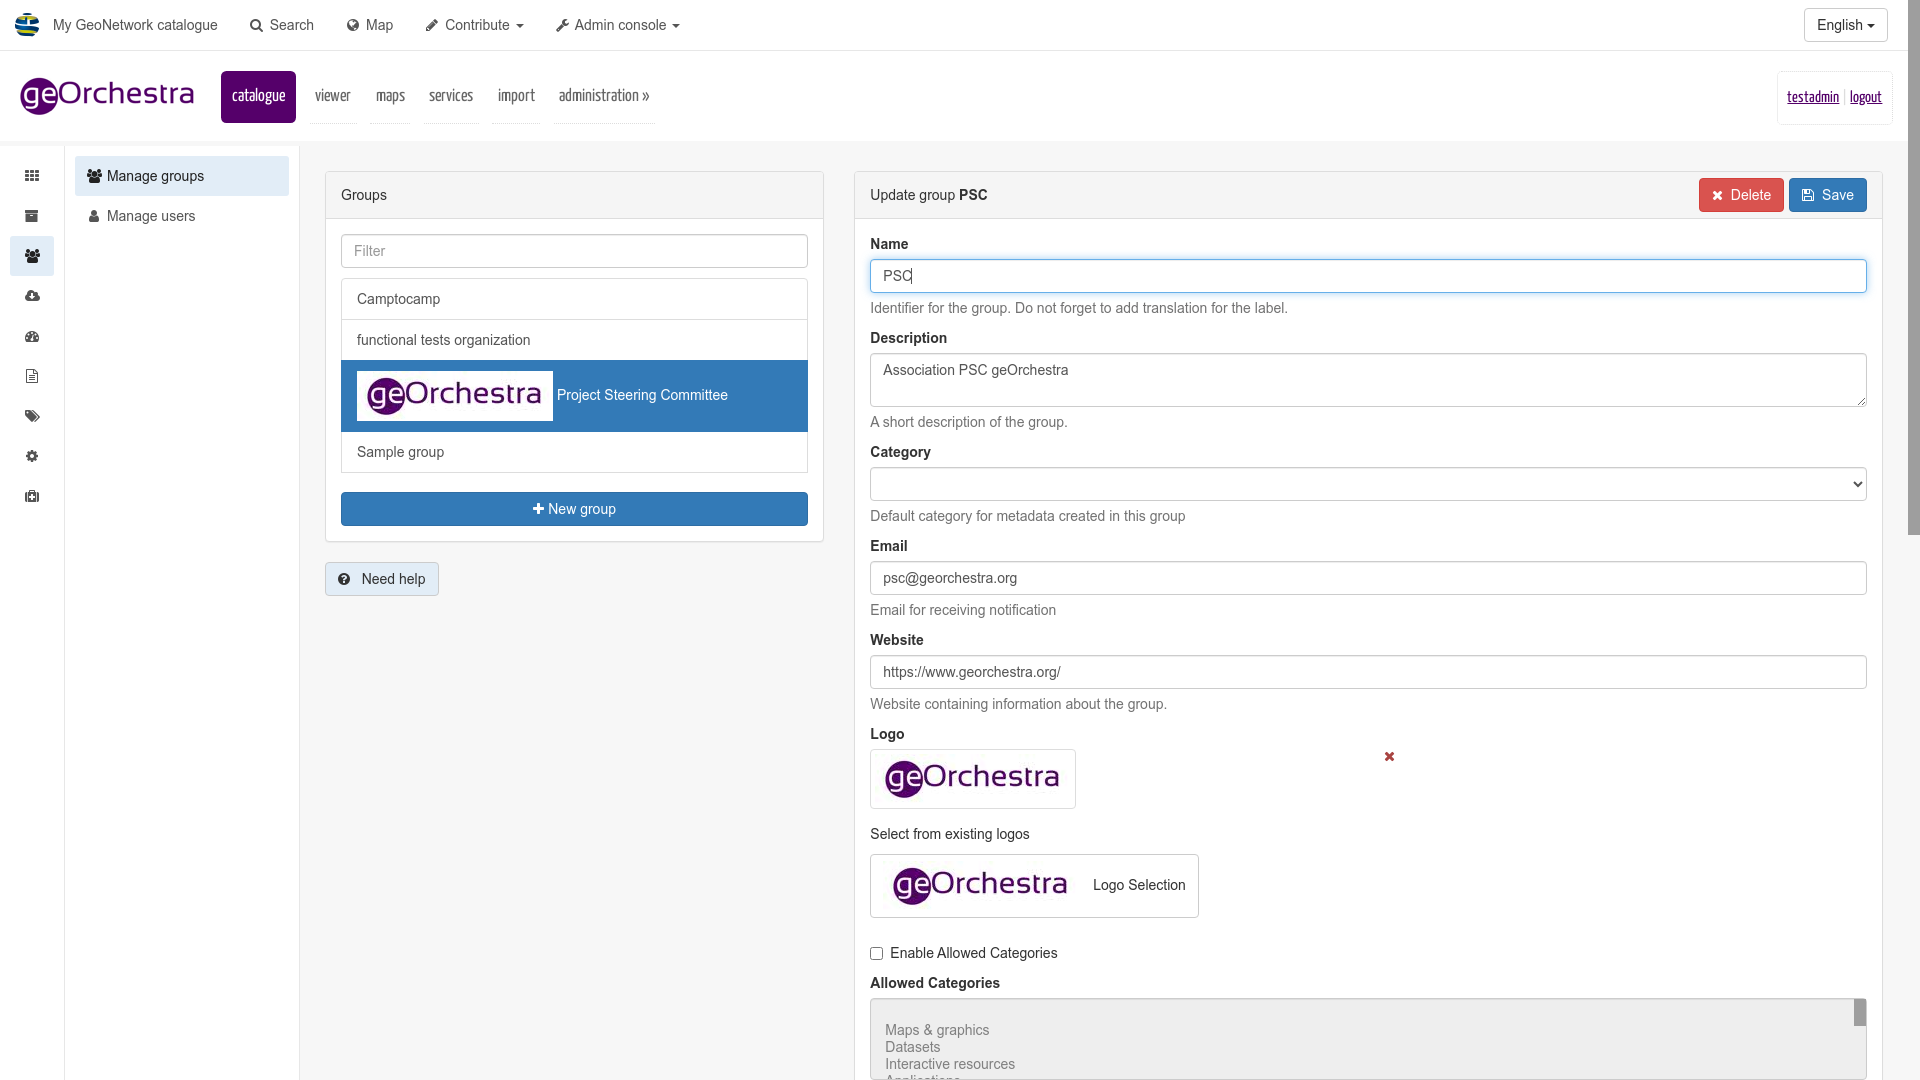 My GeoNetwork catalogue Search Map Contribute Admin console English
geOrchestra catalogue viewer maps services import administration » testadmin | logout
Manage groups
Manage users
Groups
Filter
Camptocamp
functional tests organization
geOrchestra Project Steering Committee
Sample group
New group
Need help
Update group PSC
Delete Save
Name
PSC
Identifier for the group. Do not forget to add translation for the label.
Description
Association PSC geOrchestra
A short description of the group.
Category
Default category for metadata created in this group
Email
psc@georchestra.org
Email for receiving notification
Website
https://www.georchestra.org/
Website containing information about the group.
Logo
geOrchestra
Select from existing logos
geOrchestra Logo Selection
Enable Allowed Categories
Allowed Categories
Maps & graphics
Datasets
Interactive resources
Applications